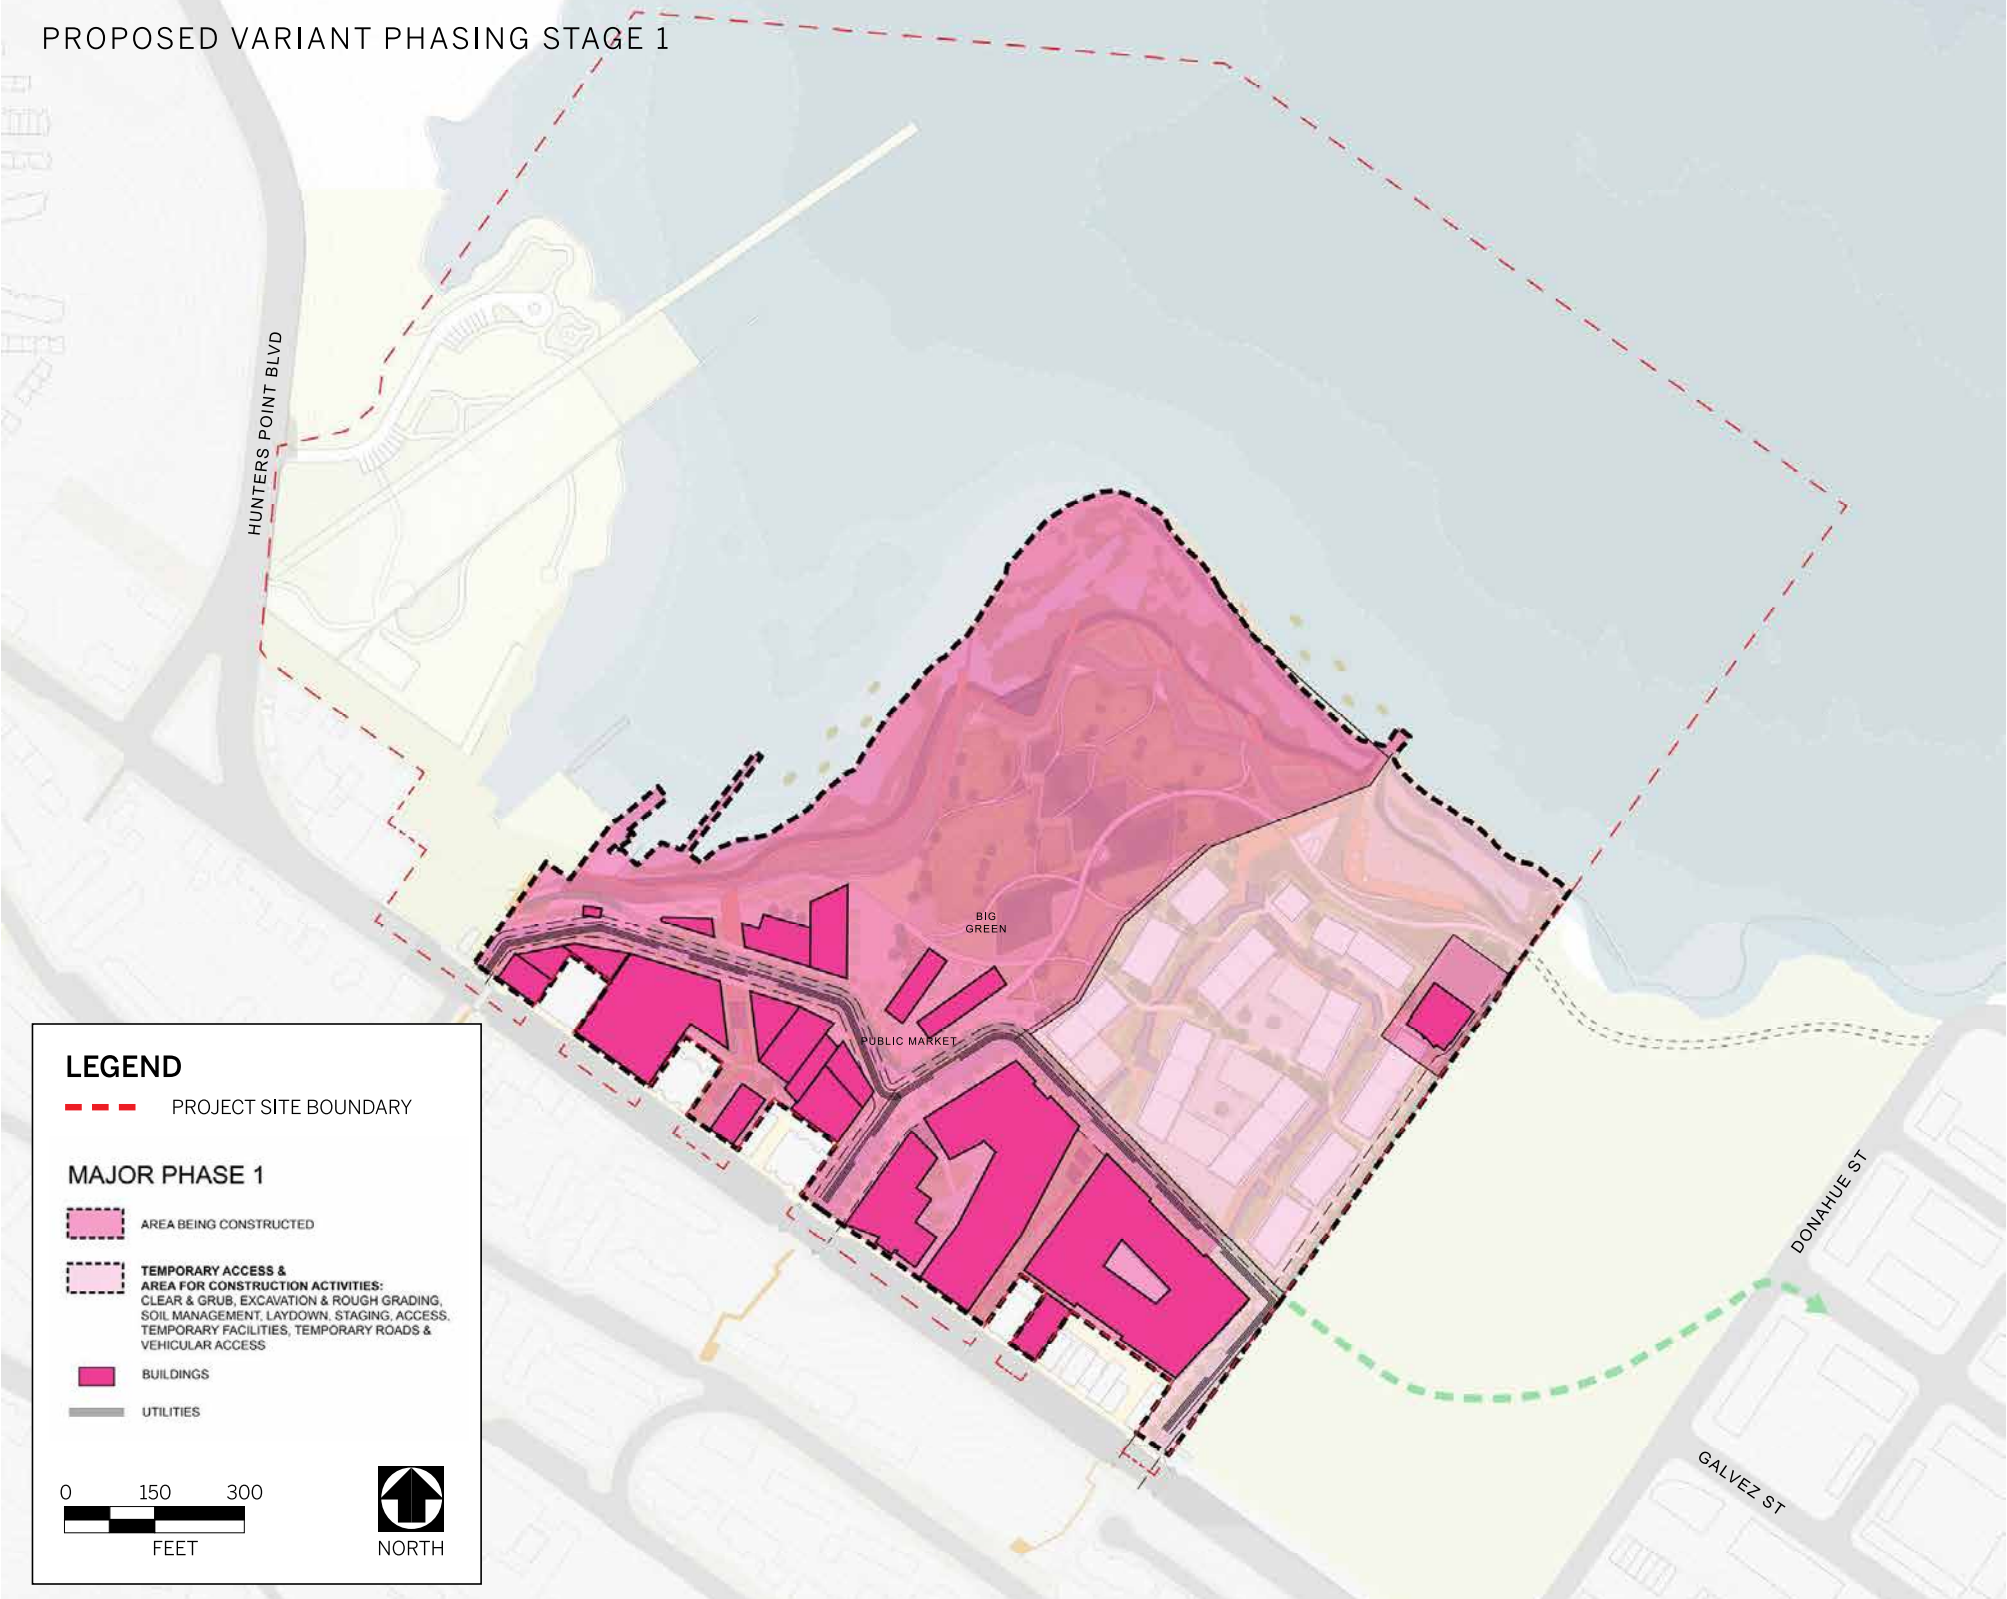 PROPOSED VARIANT PHASING STAGE 1
HUNTERS POINT BLVD
BIG
GREEN
PUBLIC MARKET
DONAHUE ST
GALVEZ ST
LEGEND
PROJECT SITE BOUNDARY
MAJOR PHASE 1
AREA BEING CONSTRUCTED
TEMPORARY ACCESS &
AREA FOR CONSTRUCTION ACTIVITIES:
CLEAR & GRUB, EXCAVATION & ROUGH GRADING,
SOIL MANAGEMENT, LAYDOWN, STAGING, ACCESS,
TEMPORARY FACILITIES, TEMPORARY ROADS &
VEHICULAR ACCESS
BUILDINGS
UTILITIES
0 150 300
FEET
NORTH